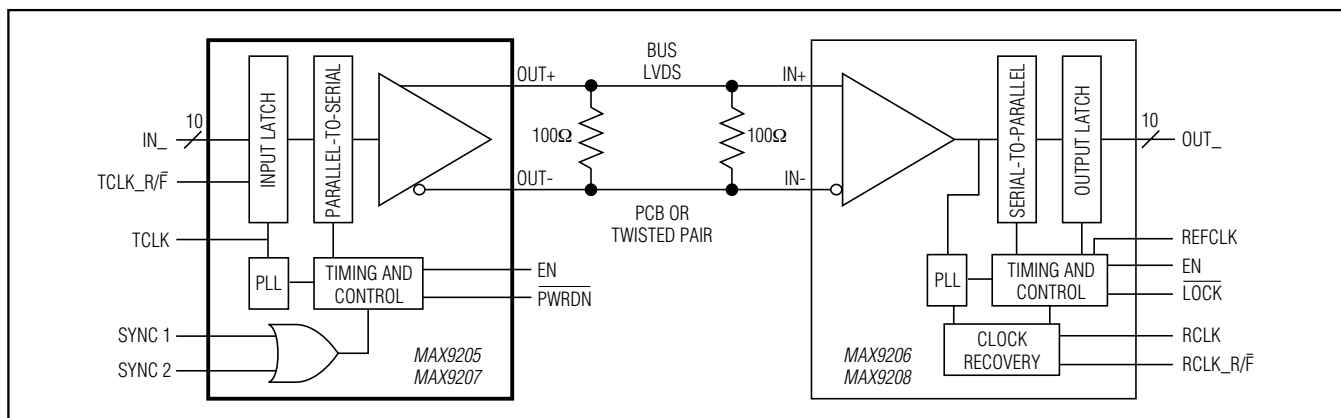 10
IN_
TCLK_R/F̅
TCLK
SYNC 1
SYNC 2
INPUT LATCH
PARALLEL-TO-SERIAL
PLL
TIMING AND
CONTROL
MAX9205
MAX9207
OUT+
OUT-
EN
P̅W̅R̅D̅N̅
BUS
LVDS
100Ω
100Ω
PCB OR
TWISTED PAIR
IN+
IN-
SERIAL-TO-PARALLEL
OUTPUT LATCH
PLL
TIMING AND
CONTROL
CLOCK
RECOVERY
MAX9206
MAX9208
10
OUT_
REFCLK
EN
L̅O̅C̅K̅
RCLK
RCLK_R/F̅